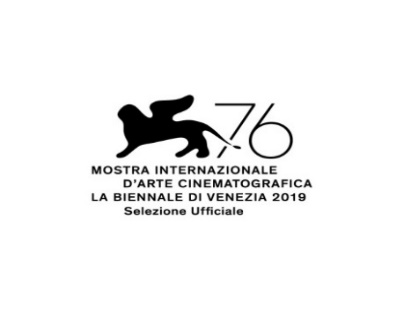 76
MOSTRA INTERNAZIONALE
D'ARTE CINEMATOGRAFICA
LA BIENNALE DI VENEZIA 2019
Selezione Ufficiale